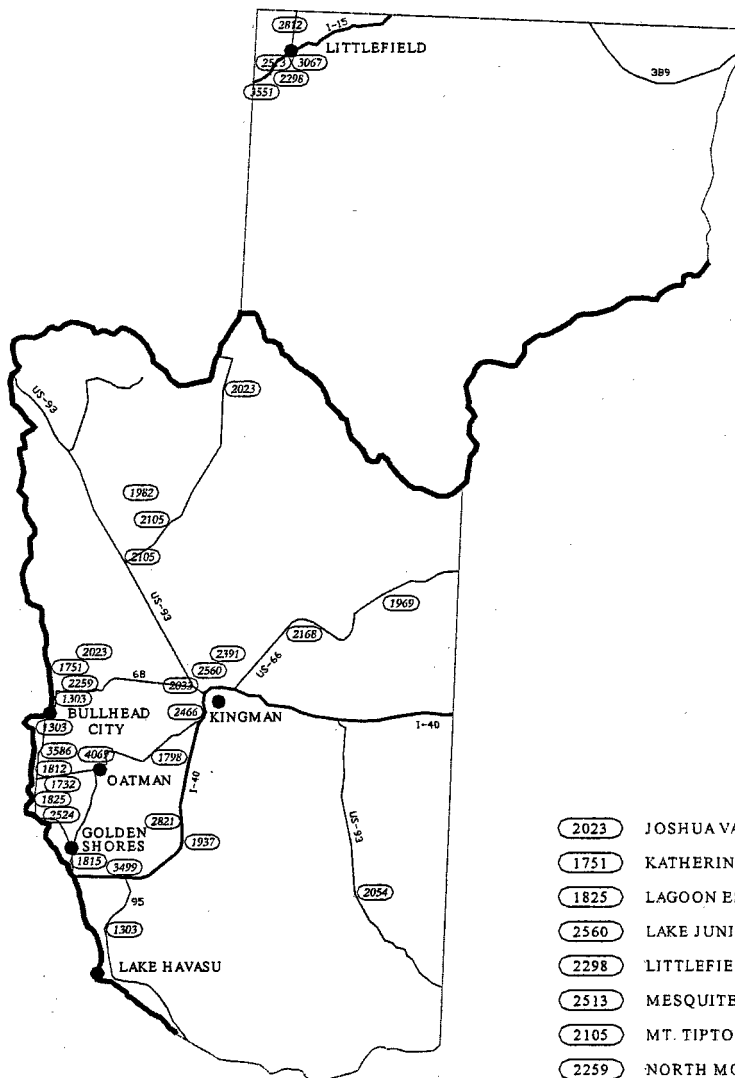 2812
I-15
LITTLEFIELD
2513
3067
2298
3551
389
US-93
2023
1982
2105
2105
US-93
1969
2168
2391
2560
US-66
2023
1751
68
2259
2033
1303
BULLHEAD CITY
2466
KINGMAN
1303
I-40
3586
4069
1798
1812
OATMAN
I-40
1732
1825
2524
2821
US-93
GOLDEN SHORES
1937
1815
3499
95
2054
1303
LAKE HAVASU
2023 JOSHUA VA
1751 KATHERIN
1825 LAGOON E
2560 LAKE JUNI
2298 LITTLEFIE
2513 MESQUITE
2105 MT. TIPTO
2259 NORTH MO